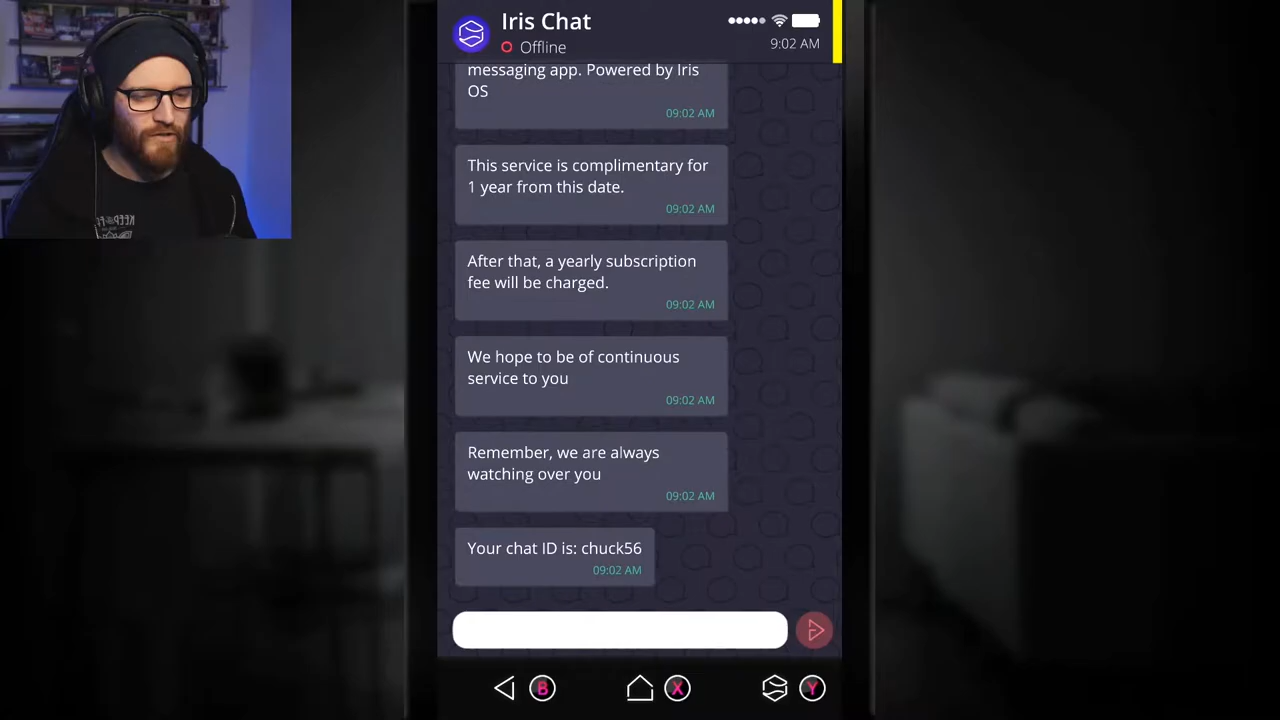 Iris Chat
Offline
9:02 AM
messaging app. Powered by Iris
OS
09:02 AM
This service is complimentary for
1 year from this date.
09:02 AM
After that, a yearly subscription
fee will be charged.
09:02 AM
We hope to be of continuous
service to you
09:02 AM
Remember, we are always
watching over you
09:02 AM
Your chat ID is: chuck56
09:02 AM
B
X
Y